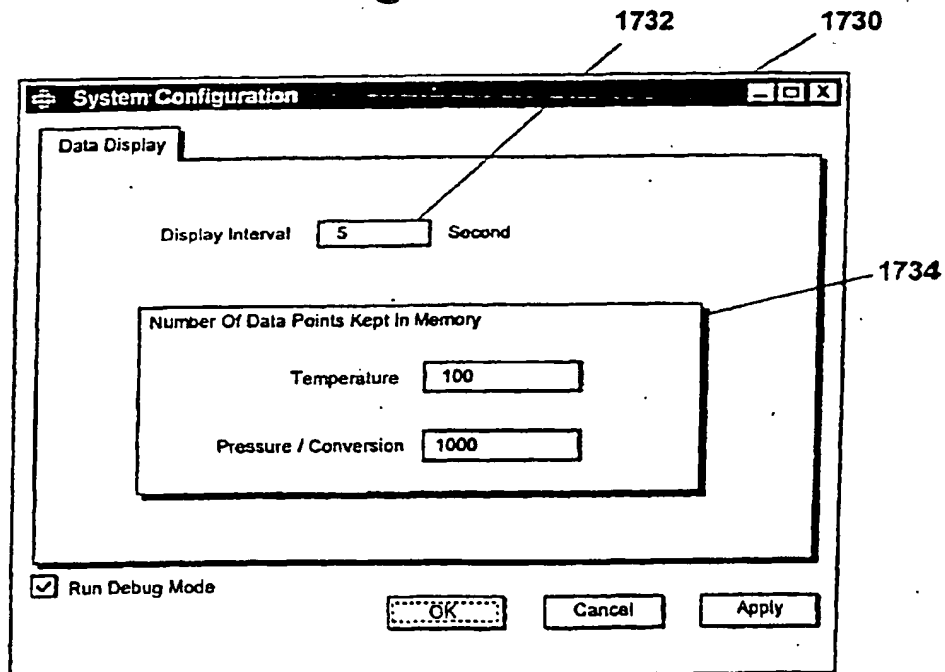 1732 1730
System Configuration
Data Display
Display Interval 5 Second
1734
Number Of Data Points Kept In Memory
Temperature 100
Pressure / Conversion 1000
Run Debug Mode
OK Cancel Apply